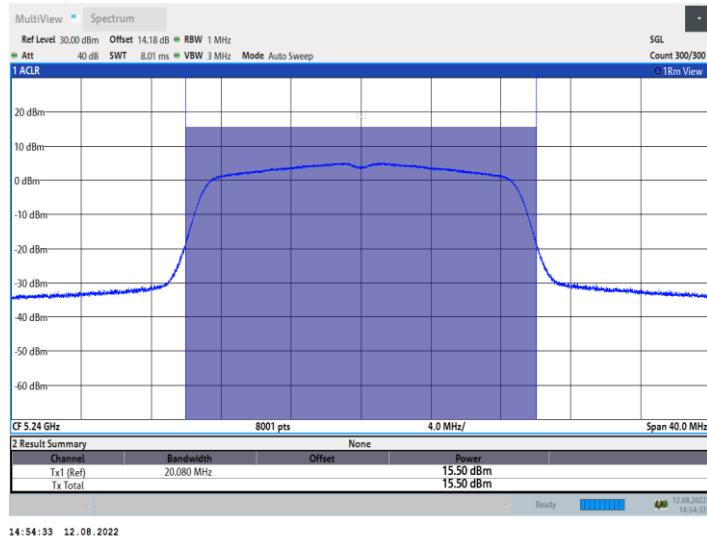 MultiView Spectrum
Ref Level 30.00 dBm Offset 14.18 dB RBW 1 MHz SGL
Att 40 dB SWT 8.01 ms VBW 3 MHz Mode Auto Sweep Count 300/300
1 ACLR 1Rm View
20 dBm
10 dBm
0 dBm
-10 dBm
-20 dBm
-30 dBm
-40 dBm
-50 dBm
-60 dBm
CF 5.24 GHz 8001 pts 4.0 MHz/ Span 40.0 MHz
2 Result Summary None
Channel Bandwidth Offset Power
Tx1 (Ref) 20.080 MHz 15.50 dBm
Tx Total 15.50 dBm
Ready 12.08.2022
14:54:32
14:54:33 12.08.2022